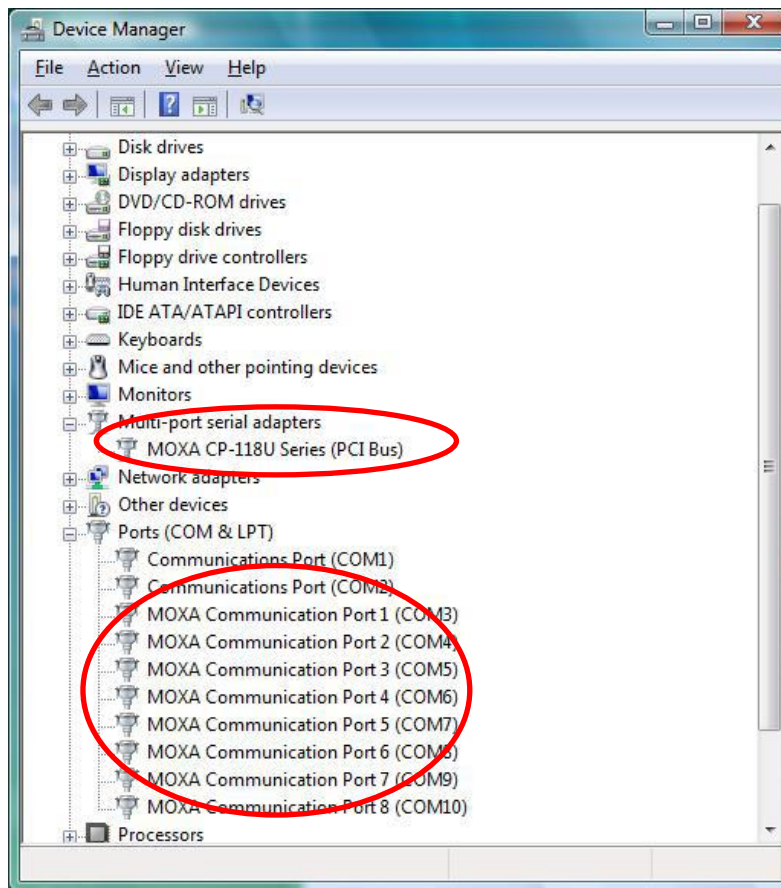 Device Manager
File Action View Help
Disk drives
Display adapters
DVD/CD-ROM drives
Floppy disk drives
Floppy drive controllers
Human Interface Devices
IDE ATA/ATAPI controllers
Keyboards
Mice and other pointing devices
Monitors
Multi-port serial adapters
MOXA CP-118U Series (PCI Bus)
Network adapters
Other devices
Ports (COM & LPT)
Communications Port (COM1)
Communications Port (COM2)
MOXA Communication Port 1 (COM3)
MOXA Communication Port 2 (COM4)
MOXA Communication Port 3 (COM5)
MOXA Communication Port 4 (COM6)
MOXA Communication Port 5 (COM7)
MOXA Communication Port 6 (COM8)
MOXA Communication Port 7 (COM9)
MOXA Communication Port 8 (COM10)
Processors